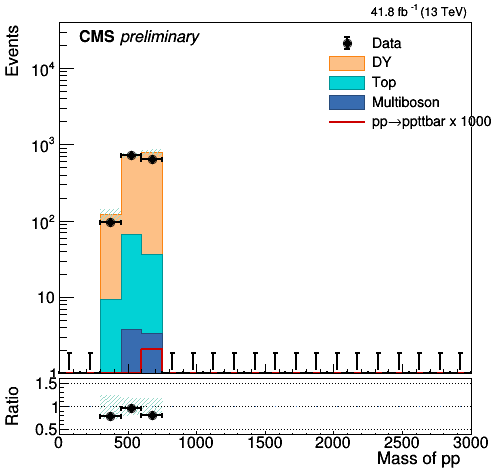 41.8 fb⁻¹ (13 TeV)
CMS preliminary
Events
Data
DY
Top
Multiboson
pp→ppttbar x 1000
10⁴
10³
10²
10
1
Ratio
1.5
1
0.5
0 500 1000 1500 2000 2500 3000
Mass of pp